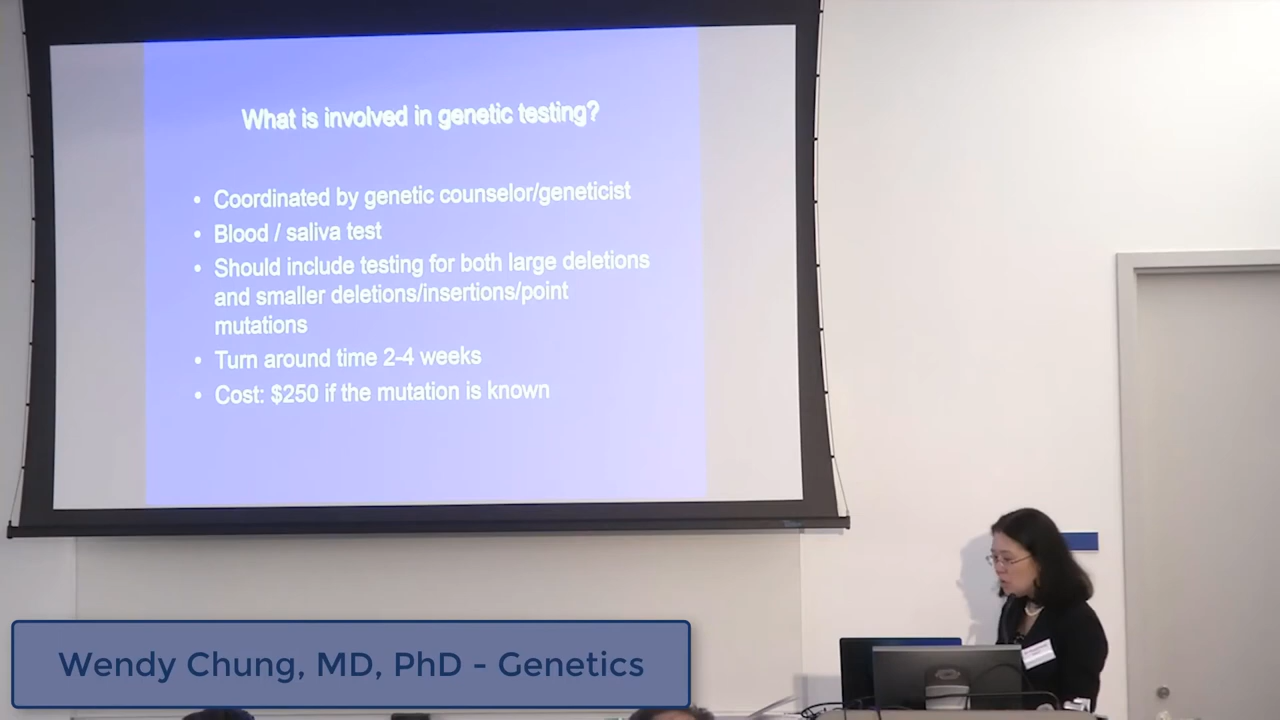 What is involved in genetic testing?
• Coordinated by genetic counselor/geneticist
• Blood / saliva test
• Should include testing for both large deletions
and smaller deletions/insertions/point
mutations
• Turn around time 2-4 weeks
• Cost: $250 if the mutation is known
Wendy Chung, MD, PhD - Genetics